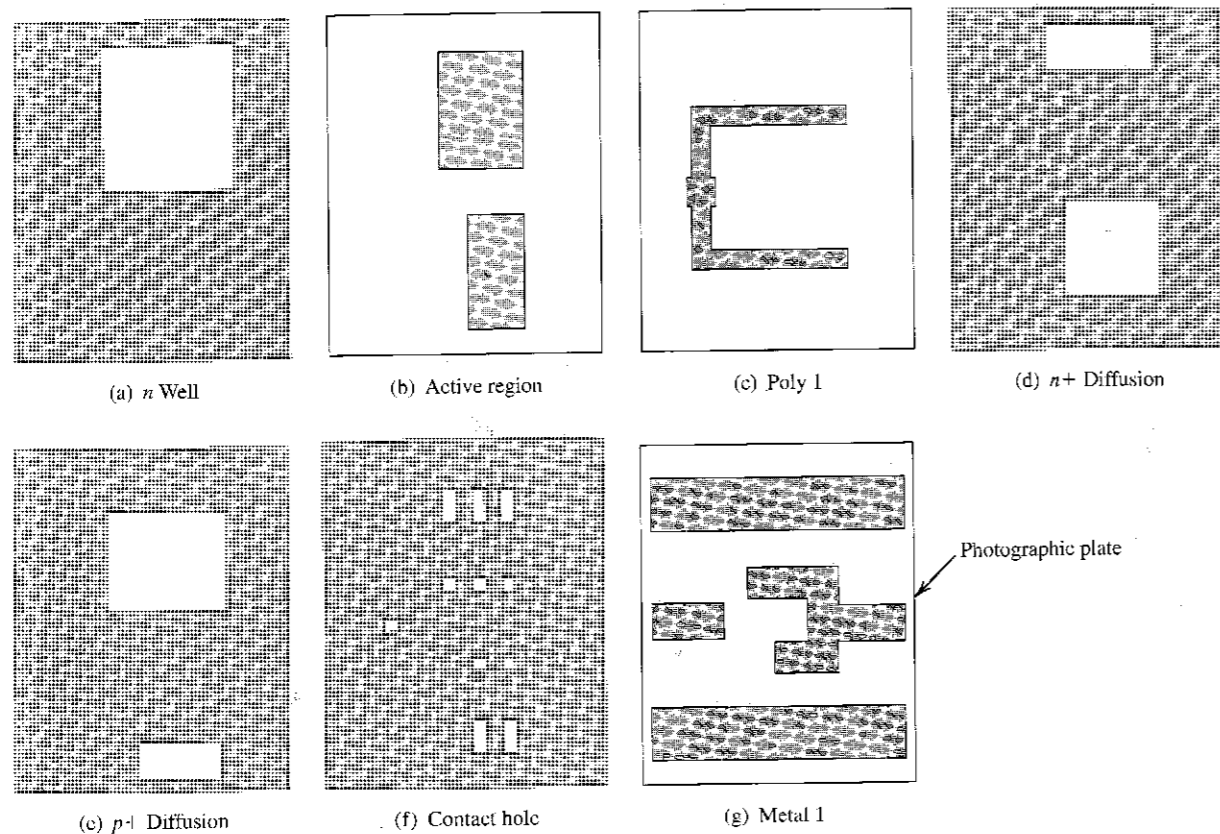 (a) n Well
(b) Active region
(c) Poly 1
(d) n+ Diffusion
Photographic plate
(e) p+ Diffusion
(f) Contact hole
(g) Metal 1